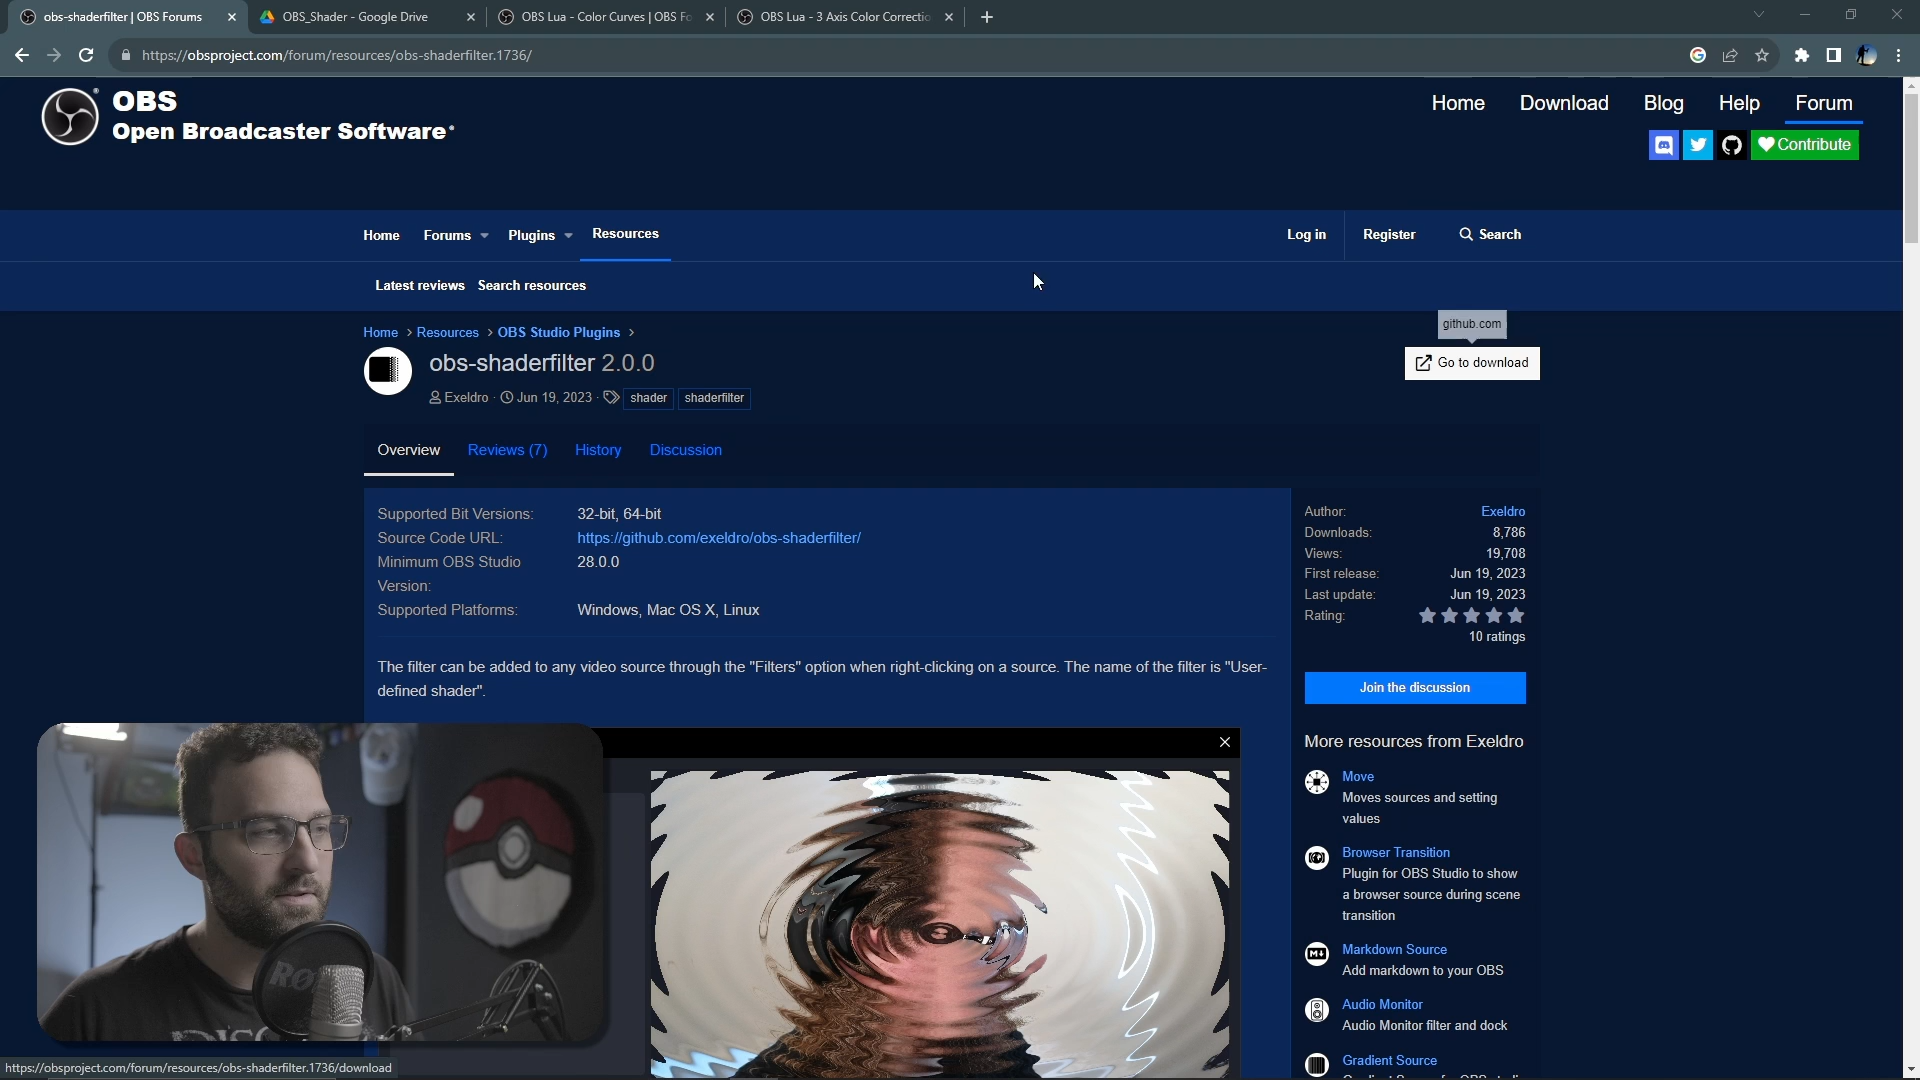 obs-shaderfilter | OBS Forums
OBS_Shader - Google Drive
OBS Lua - Color Curves | OBS Fo
OBS Lua - 3 Axis Color Correctio
https://obsproject.com/forum/resources/obs-shaderfilter.1736/
OBS
Open Broadcaster Software
Home
Download
Blog
Help
Forum
Contribute
Home
Forums
Plugins
Resources
Log in
Register
Search
Latest reviews
Search resources
Home > Resources > OBS Studio Plugins >
github.com
obs-shaderfilter 2.0.0
Go to download
Exeldro · Jun 19, 2023 · shader shaderfilter
Overview
Reviews (7)
History
Discussion
Supported Bit Versions: 32-bit, 64-bit
Source Code URL: https://github.com/exeldro/obs-shaderfilter/
Minimum OBS Studio Version: 28.0.0
Supported Platforms: Windows, Mac OS X, Linux
The filter can be added to any video source through the "Filters" option when right-clicking on a source. The name of the filter is "User-
defined shader".
Author: Exeldro
Downloads: 8,786
Views: 19,708
First release: Jun 19, 2023
Last update: Jun 19, 2023
Rating:
10 ratings
Join the discussion
More resources from Exeldro
Move
Moves sources and setting
values
Browser Transition
Plugin for OBS Studio to show
a browser source during scene
transition
M
Markdown Source
Add markdown to your OBS
Audio Monitor
Audio Monitor filter and dock
Gradient Source
https://obsproject.com/forum/resources/obs-shaderfilter.1736/download